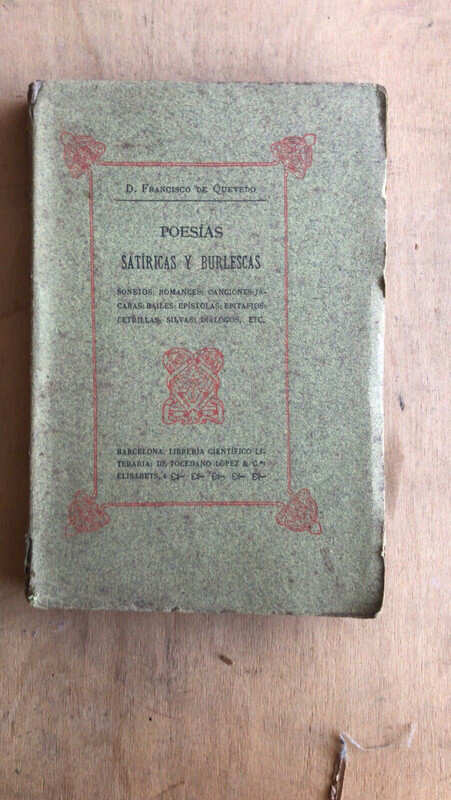 D. FRANCISCO DE QUEVEDO
POESÍAS
SATÍRICAS Y BURLESCAS
SONETOS; ROMANCES; CANCIONES; JÁ-
CARAS; BAILES; EPÍSTOLAS; EPITAFIOS;
LETRILLAS; SILVAS; DIÁLOGOS, ETC.
BARCELONA: LIBRERÍA CIENTÍFICO-LI-
TERARIA: DE TOLEDANO LÓPEZ & C.ª:
ELISABETS, 4